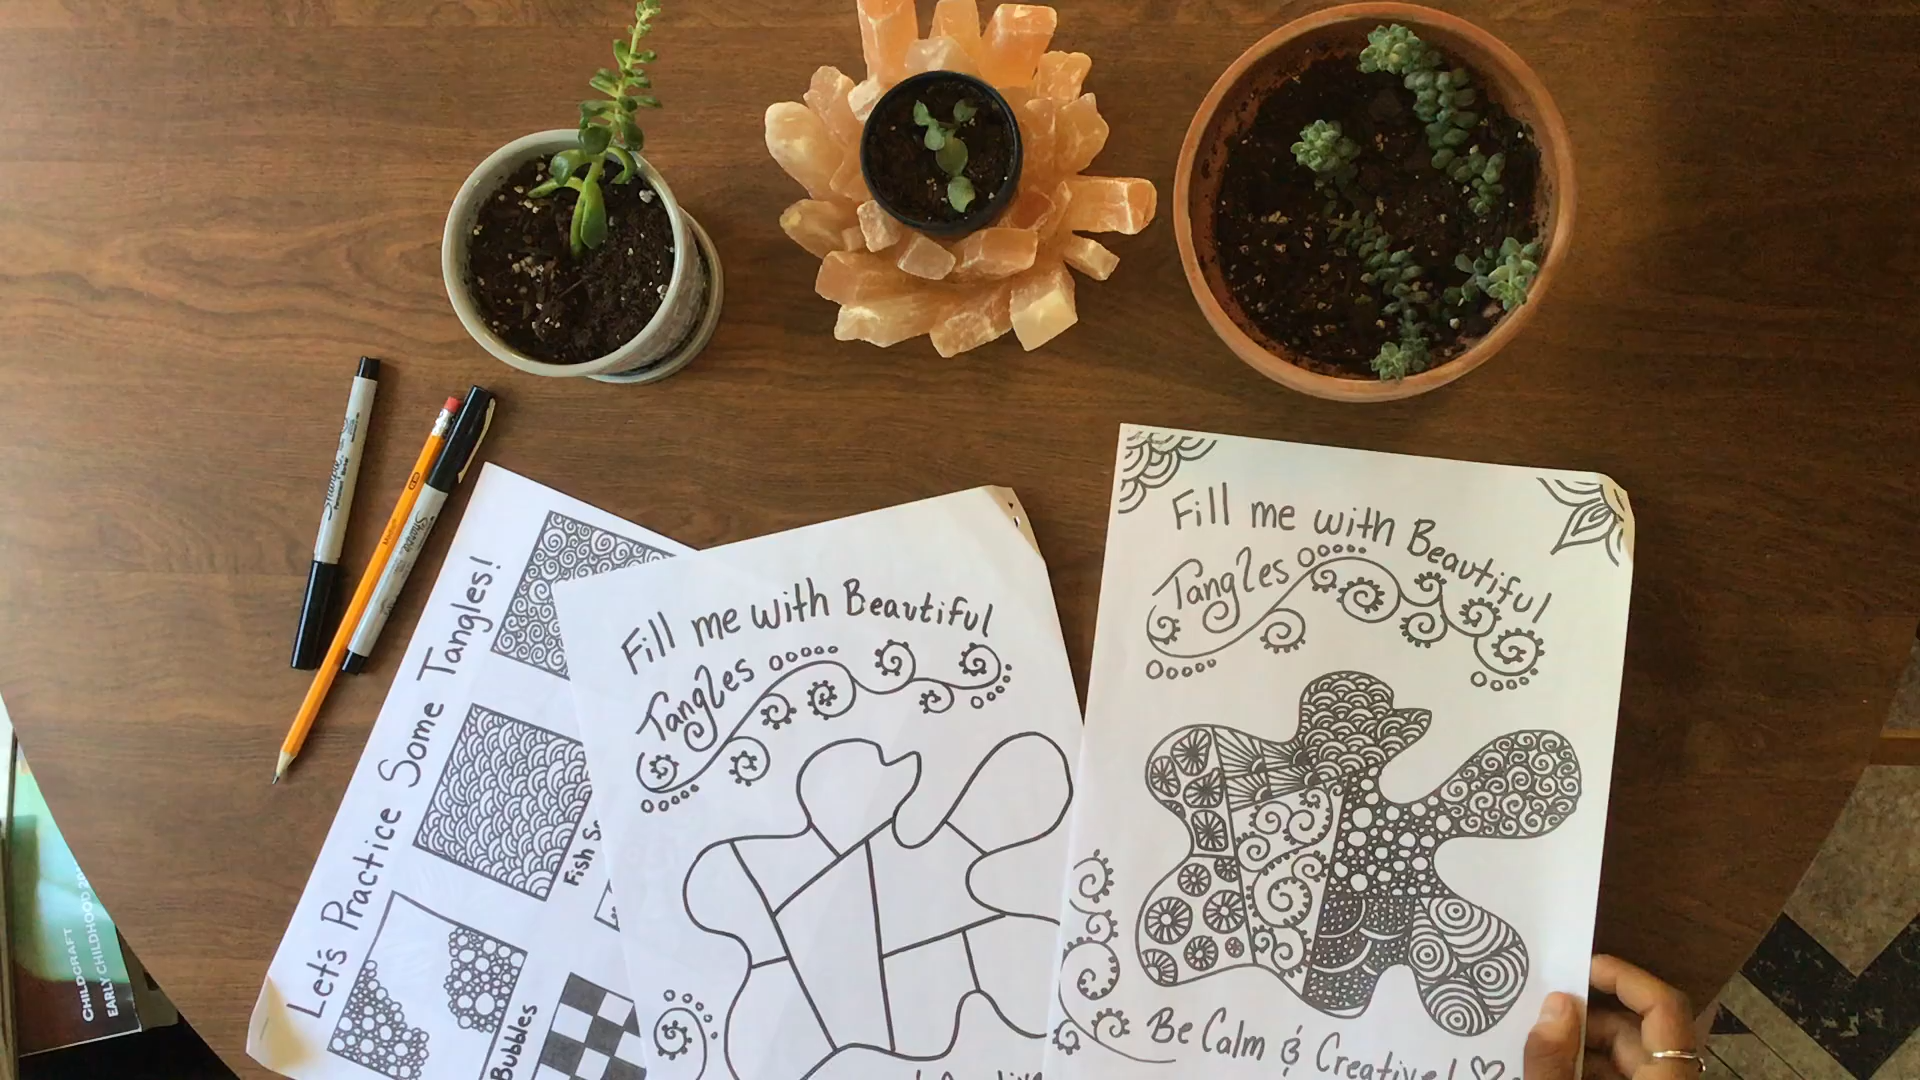 Let's Practice Some Tangles!
Fish Sc
Bubbles
Fill me with Beautiful
Tangles
Fill me with Beautiful
Tangles
Be Calm & Creative!
Sharpie
CHILDCRAFT
EARLY CHILDHOOD